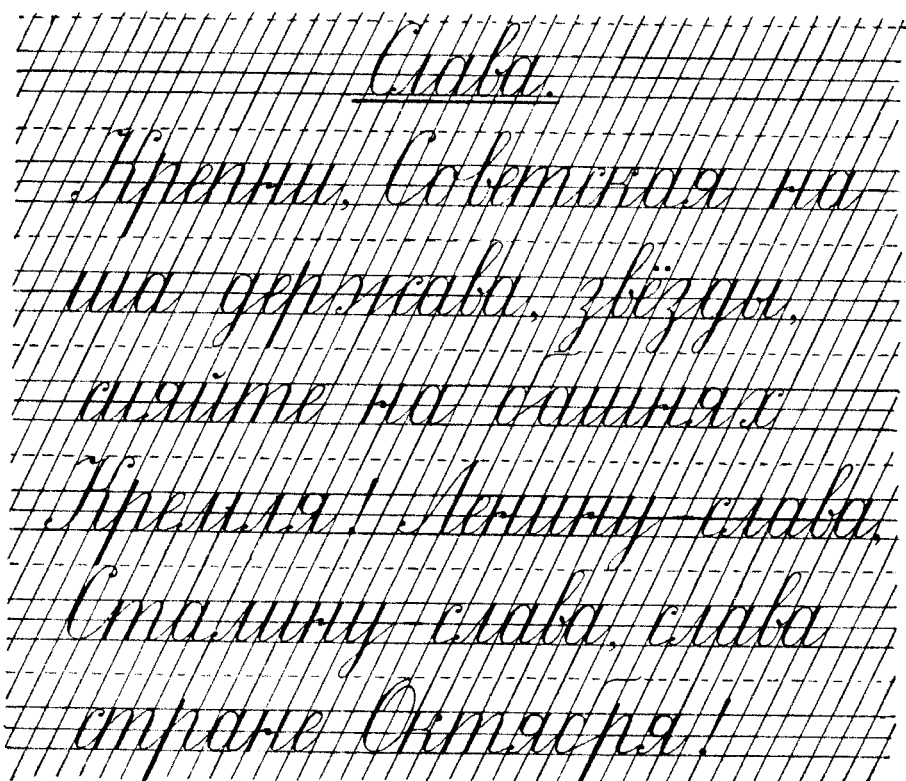 Слава.
Крепни, Советская на-
ша держава, звёзды,
сияйте на башнях
Кремля! Ленину-слава,
Сталину-слава, слава
стране Октября!